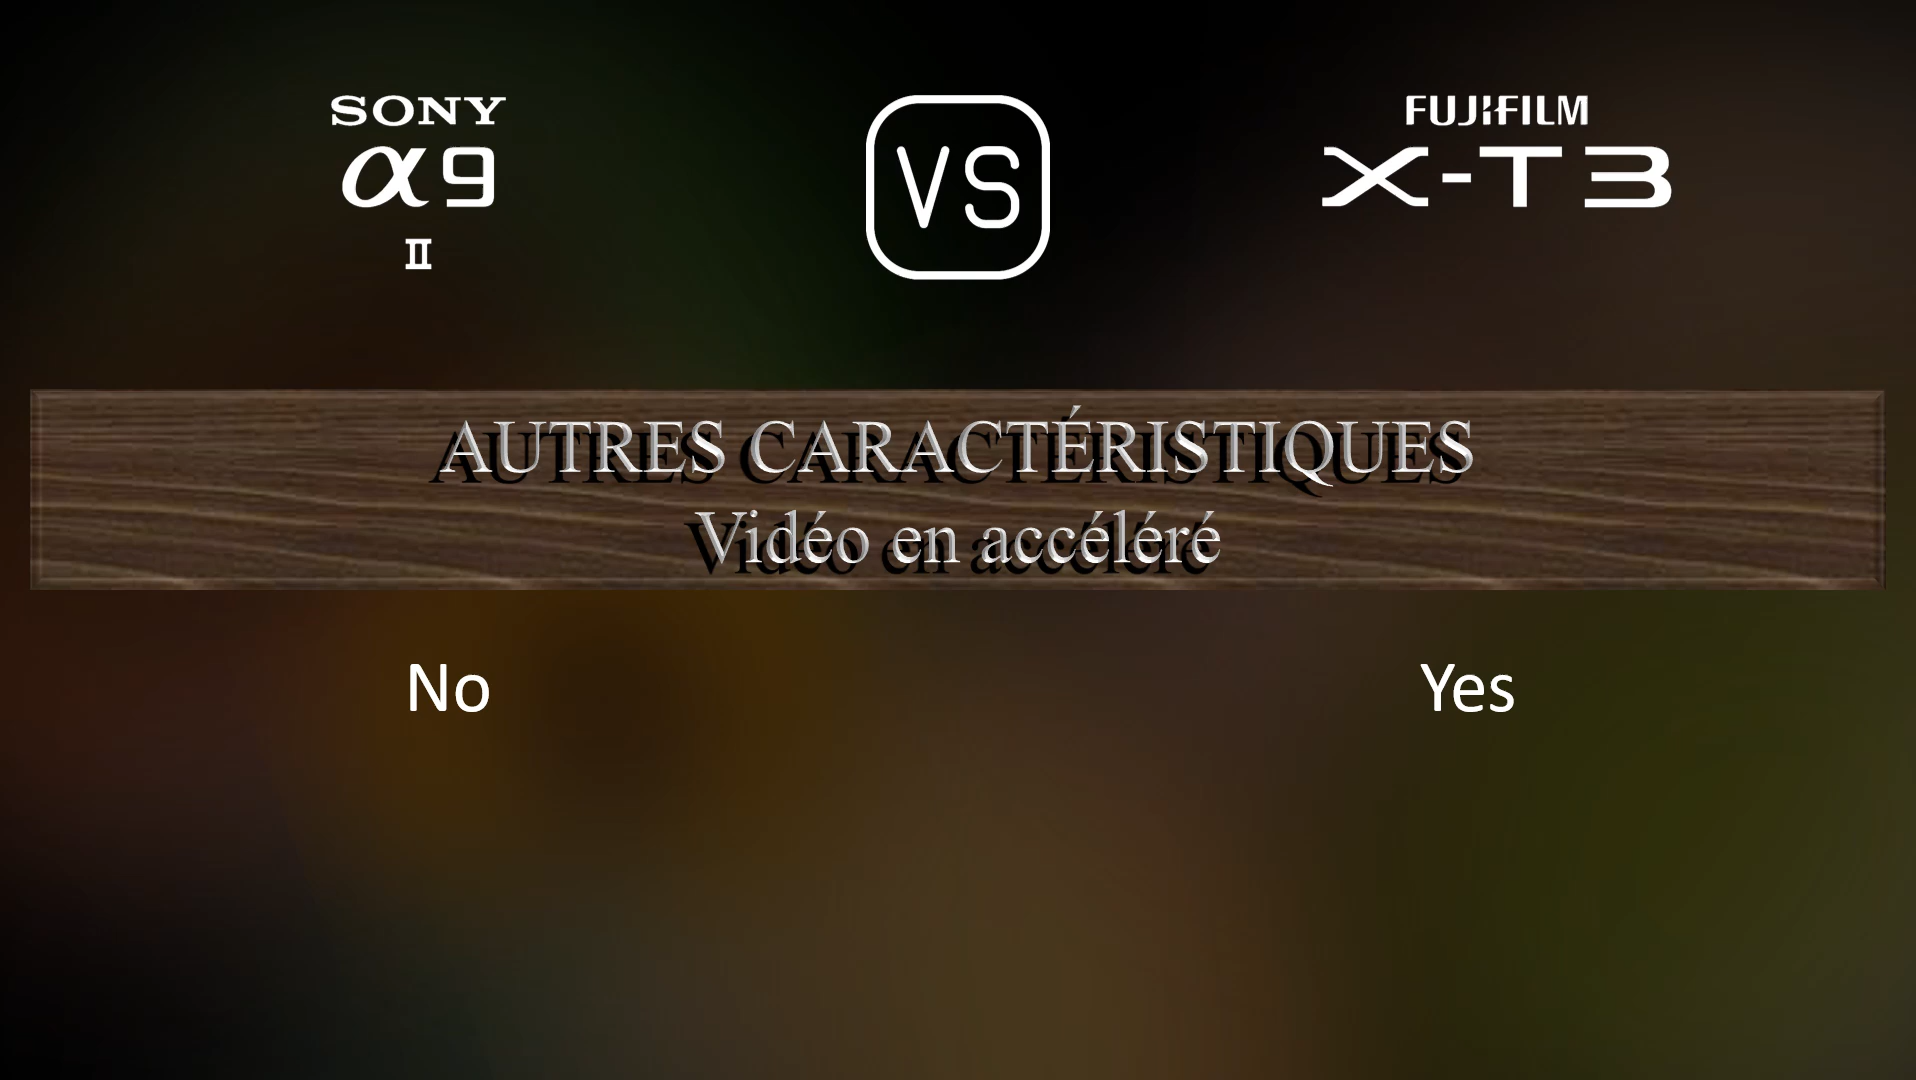 SONY
α9
II
VS
FUJIFILM
X-T3
AUTRES CARACTÉRISTIQUES
Vidéo en accéléré
No
Yes